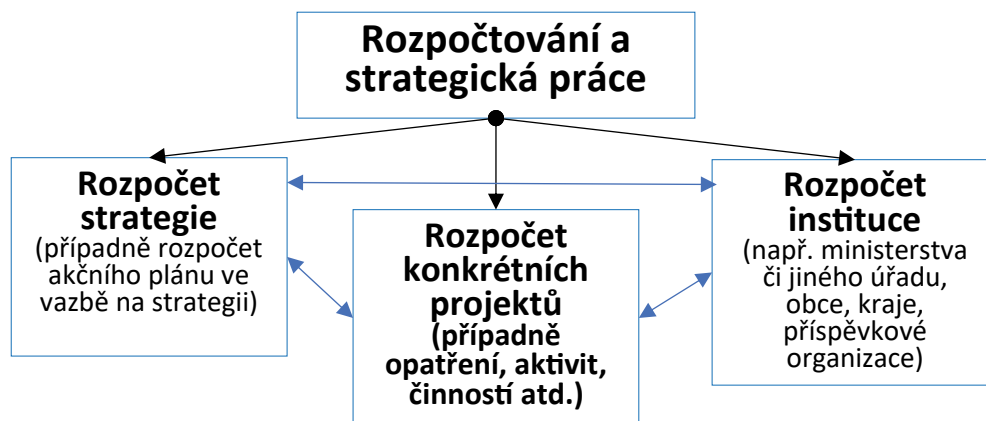 Rozpočtování a
strategická práce
Rozpočet
strategie
(případně rozpočet
akčního plánu ve
vazbě na strategii)
Rozpočet
konkrétních
projektů
(případně
opatření, aktivit,
činností atd.)
Rozpočet
instituce
(např. ministerstva
či jiného úřadu,
obce, kraje,
příspěvkové
organizace)